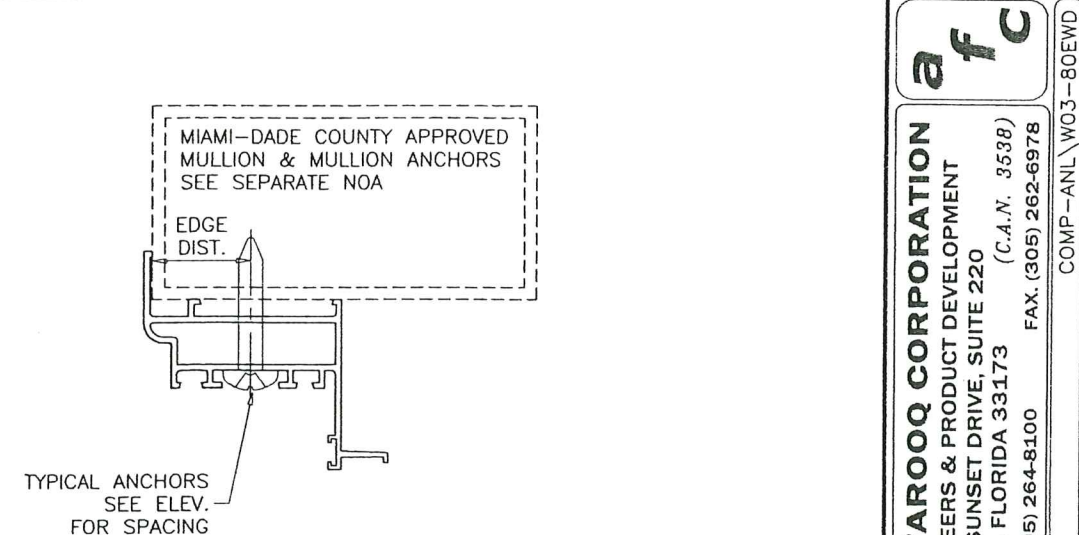 MIAMI-DADE COUNTY APPROVED
MULLION & MULLION ANCHORS
SEE SEPARATE NOA
EDGE
DIST.
TYPICAL ANCHORS
SEE ELEV.
FOR SPACING
afc
AROOQ CORPORATION
EERS & PRODUCT DEVELOPMENT
SUNSET DRIVE, SUITE 220
FLORIDA 33173 (C.A.N. 3538)
5) 264-8100 FAX. (305) 262-6978
COMP-ANL\W03-80EWD